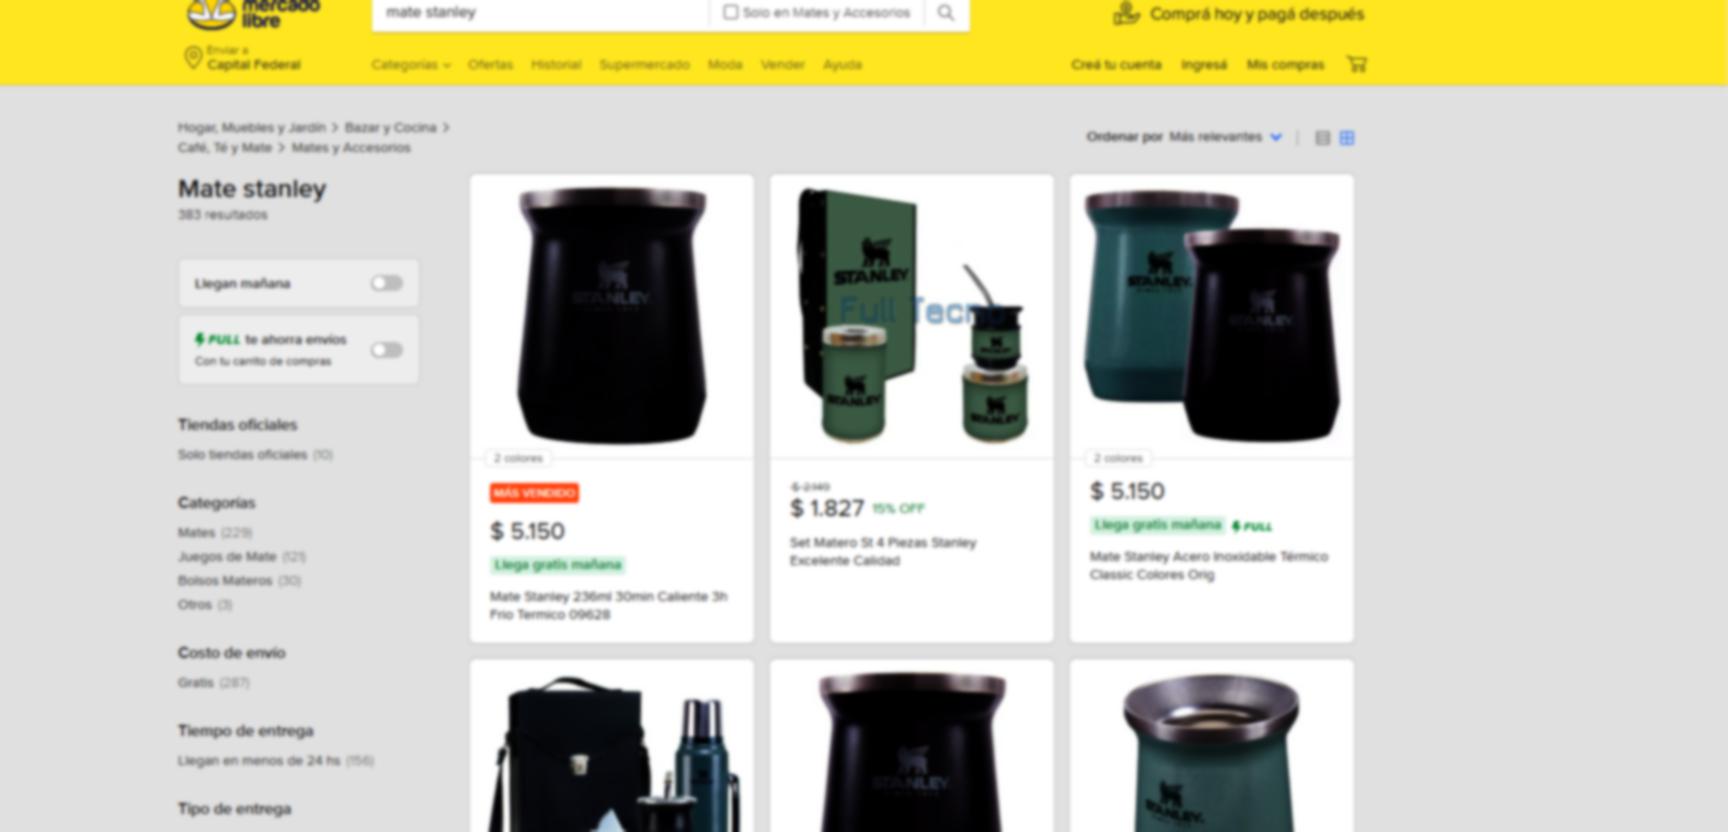 mercado
libre
mate stanley
Solo en Mates y Accesorios
Comprá hoy y pagá después
Enviar a
Capital Federal
Categorías
Ofertas
Historial
Supermercado
Moda
Vender
Ayuda
Creá tu cuenta
Ingresá
Mis compras
Hogar, Muebles y Jardín > Bazar y Cocina >
Café, Té y Mate > Mates y Accesorios
Ordenar por Más relevantes
Mate stanley
383 resultados
Llegan mañana
FULL te ahorra envíos
Con tu carrito de compras
Tiendas oficiales
Solo tiendas oficiales (10)
Categorías
Mates (229)
Juegos de Mate (121)
Bolsos Materos (30)
Otros (3)
Costo de envío
Gratis (287)
Tiempo de entrega
Llegan en menos de 24 hs (156)
Tipo de entrega
STANLEY
2 colores
MÁS VENDIDO
$ 5.150
Llega gratis mañana
Mate Stanley 236ml 30min Caliente 3h
Frio Termico 09628
STANLEY
Full Tecno
STANLEY
STANLEY
$ 2.149
$ 1.827 15% OFF
Set Matero St 4 Piezas Stanley
Excelente Calidad
STANLEY
STANLEY
2 colores
$ 5.150
Llega gratis mañana FULL
Mate Stanley Acero Inoxidable Térmico
Classic Colores Orig
STANLEY
STANLEY